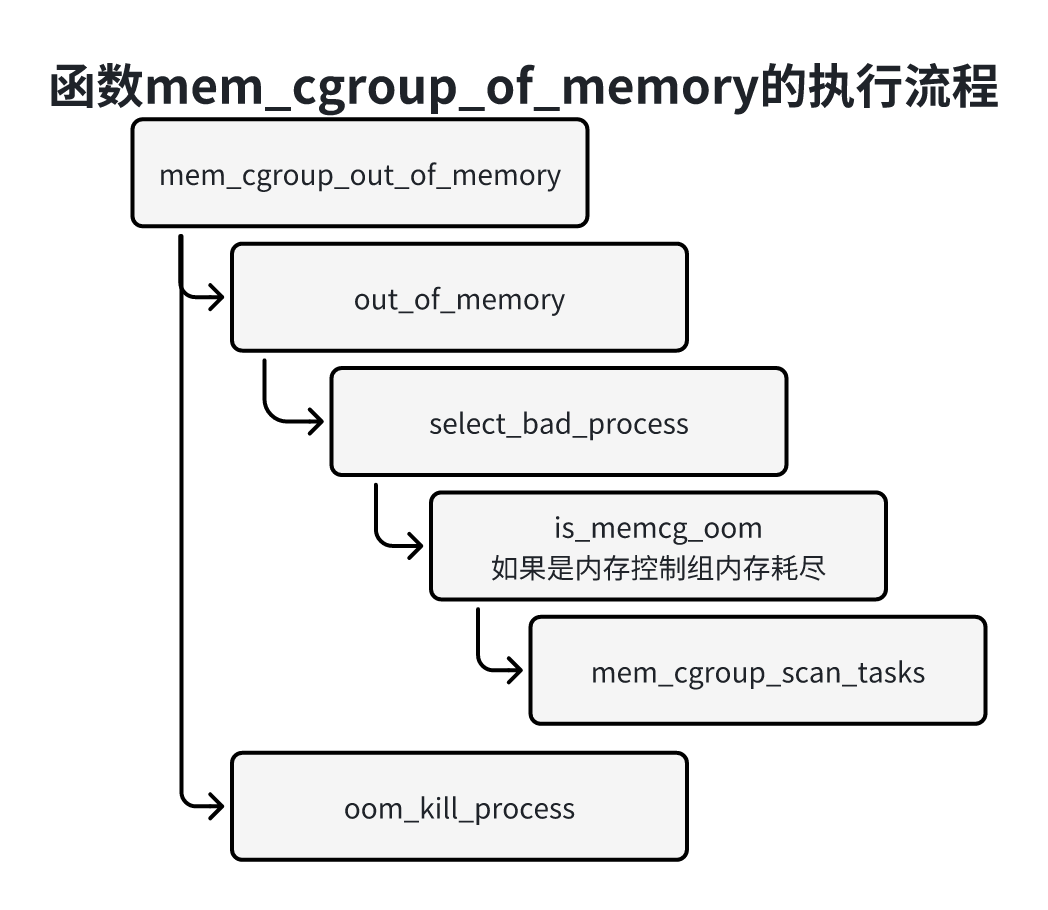 函数mem_cgroup_of_memory的执行流程
mem_cgroup_out_of_memory
out_of_memory
select_bad_process
is_memcg_oom
如果是内存控制组内存耗尽
mem_cgroup_scan_tasks
oom_kill_process